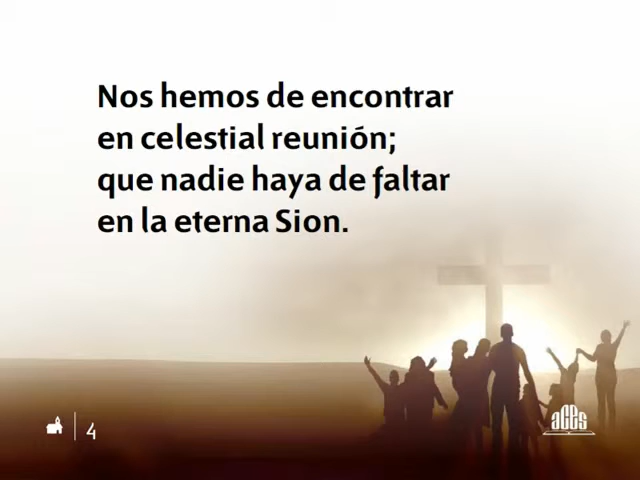 Nos hemos de encontrar
en celestial reunión;
que nadie haya de faltar
en la eterna Sion.
4
aces